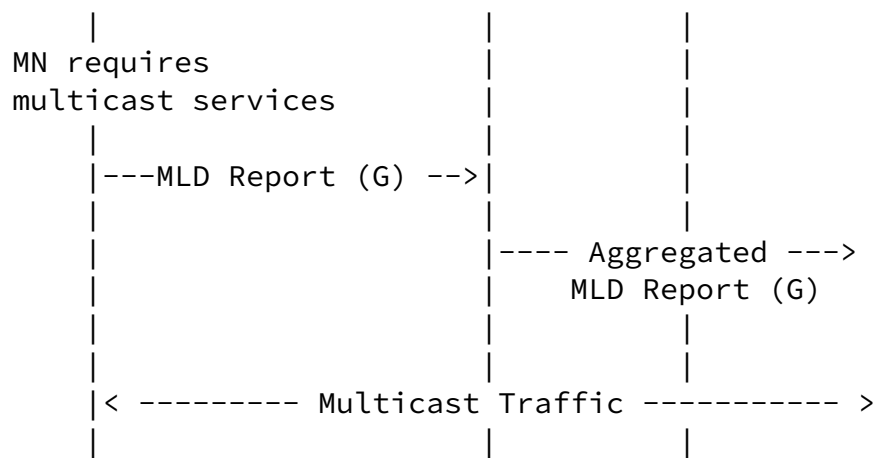 MN requires
multicast services
|---MLD Report (G) -->|
|---- Aggregated --->
MLD Report (G)
|< --------- Multicast Traffic ----------- >